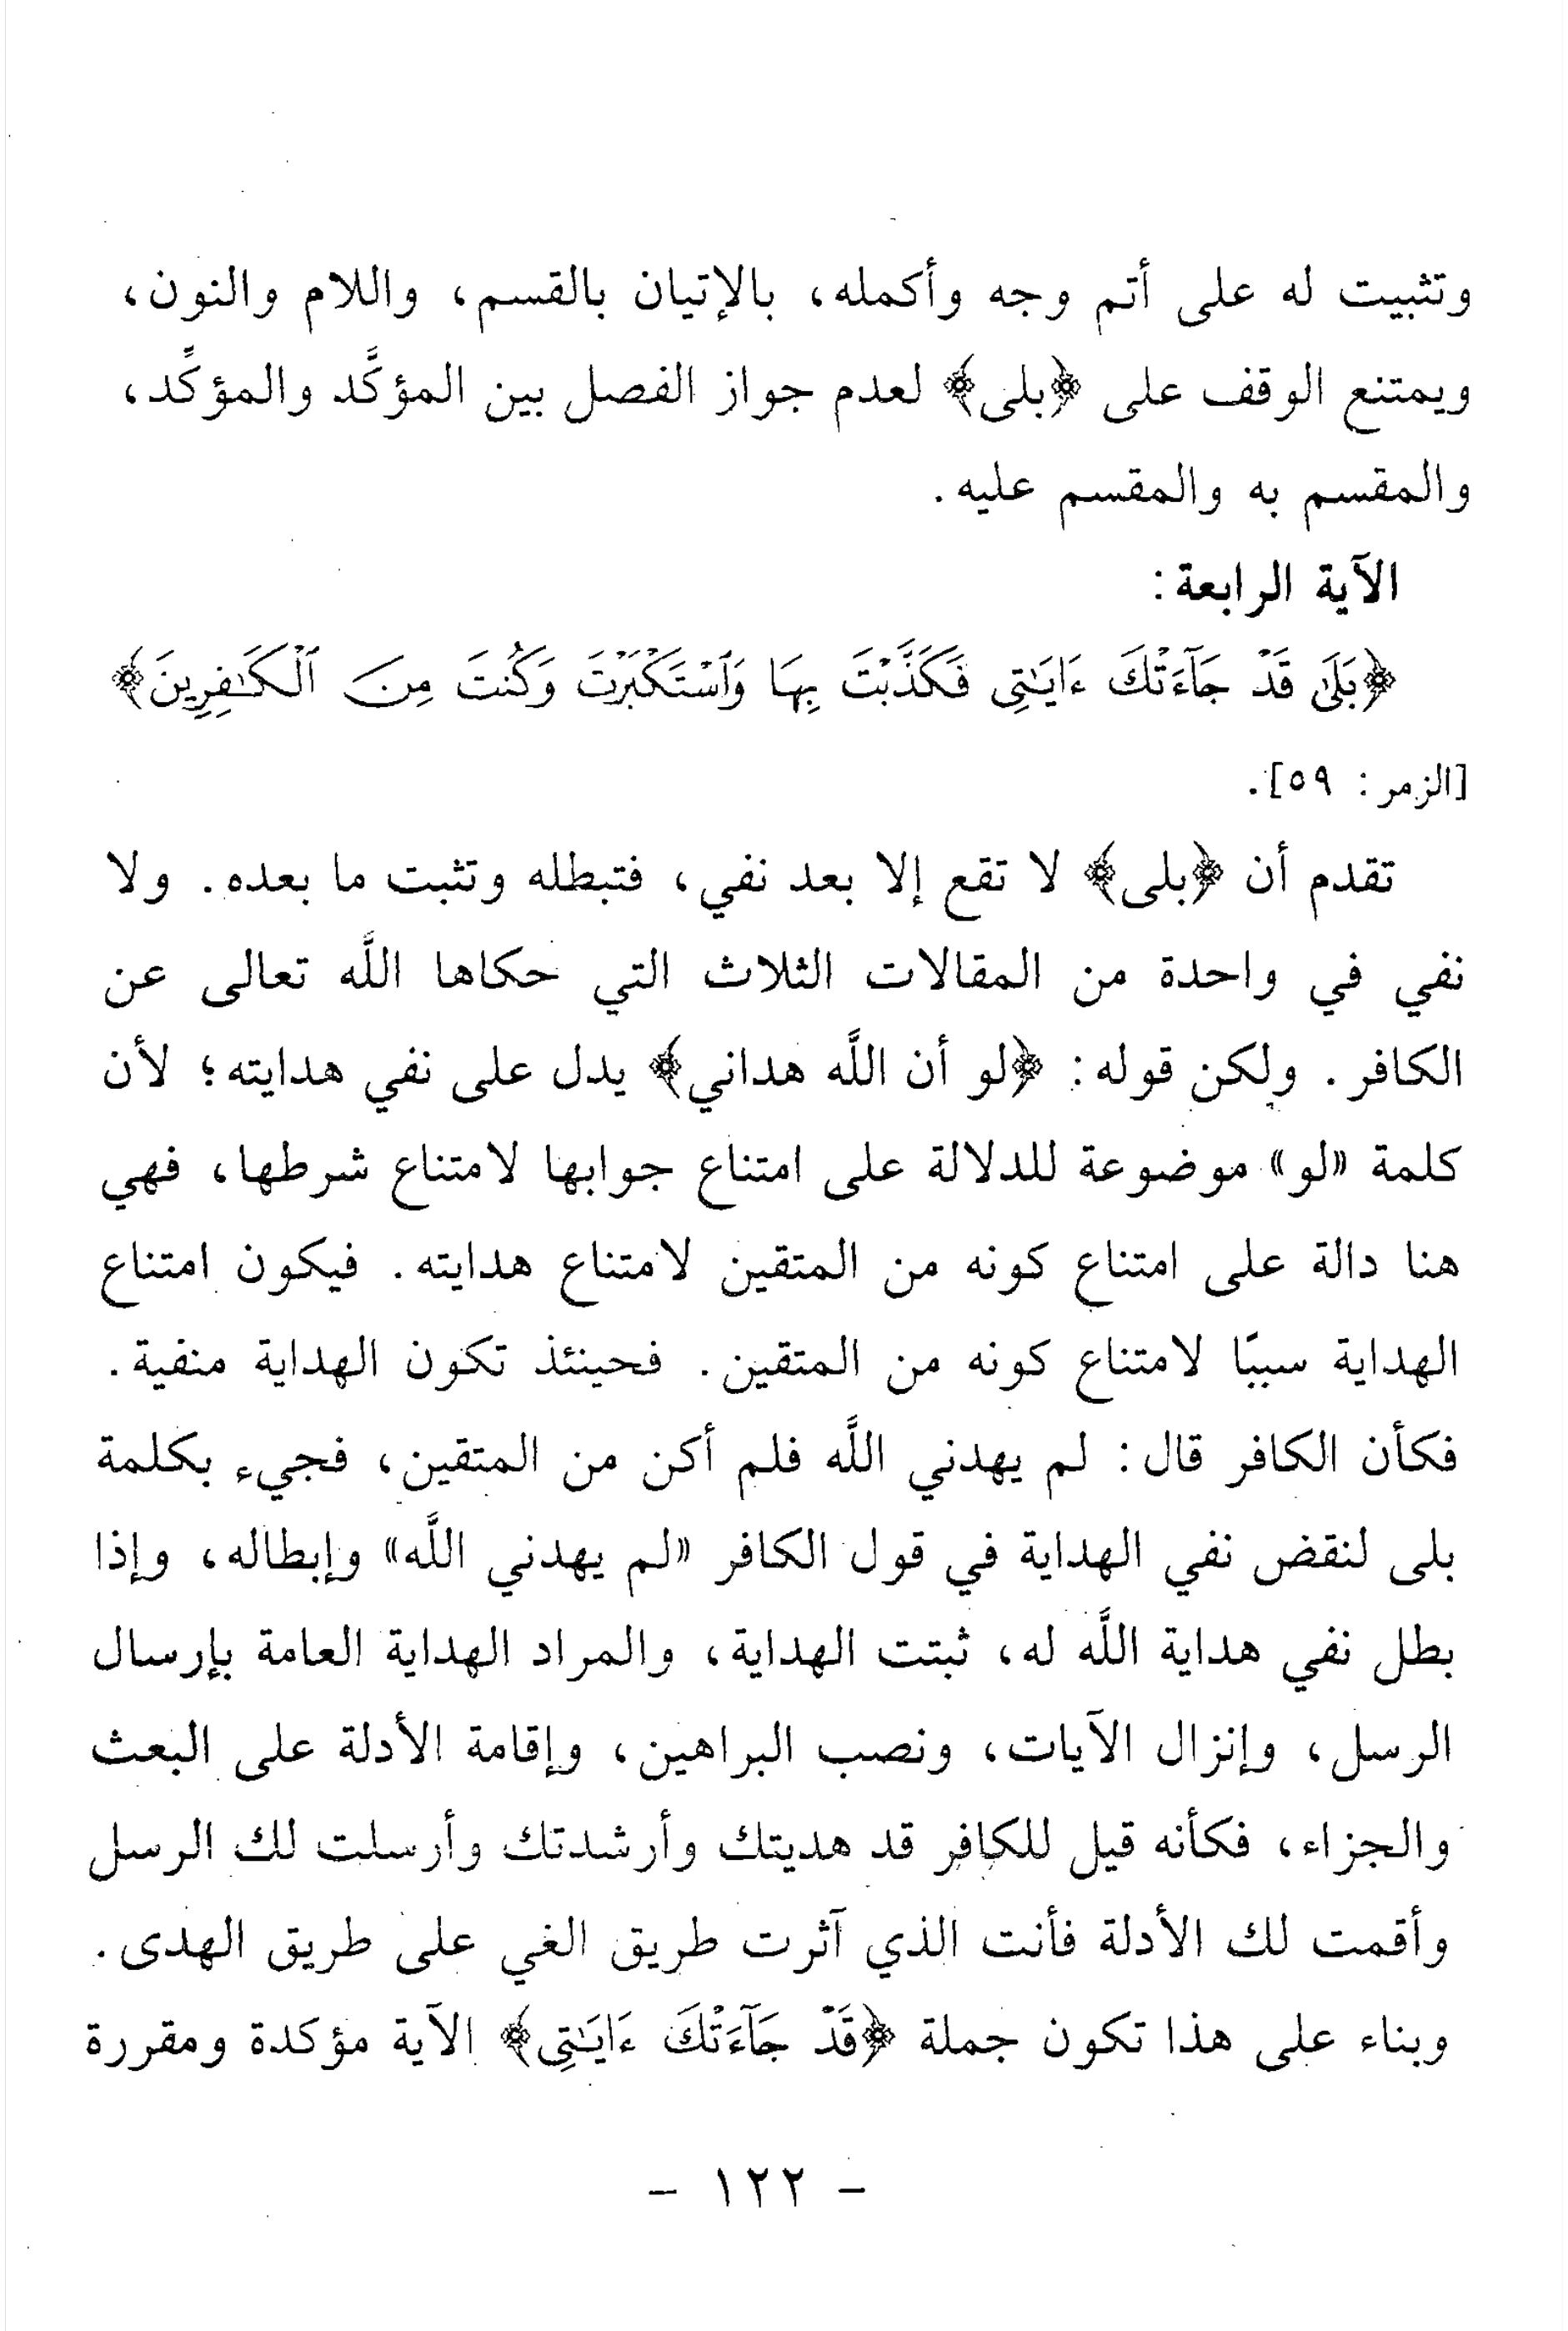 وتثبيت له على أتم وجه وأكمله، بالإتيان بالقسم، واللام والنون،
ويمتنع الوقف على ﴿بلى﴾ لعدم جواز الفصل بين المؤكَّد والمؤكِّد،
والمقسم به والمقسم عليه.
الآية الرابعة:
﴿بَلَىٰ قَدْ جَآءَتْكَ ءَايَـٰتِى فَكَذَّبْتَ بِهَا وَٱسْتَكْبَرْتَ وَكُنتَ مِنَ ٱلْكَـٰفِرِينَ﴾
[الزمر: ٥٩].
تقدم أن ﴿بلى﴾ لا تقع إلا بعد نفي، فتبطله وتثبت ما بعده. ولا
نفي في واحدة من المقالات الثلاث التي حكاها اللَّه تعالى عن
الكافر. ولكن قوله: ﴿لو أن اللَّه هداني﴾ يدل على نفي هدايته؛ لأن
كلمة «لو» موضوعة للدلالة على امتناع جوابها لامتناع شرطها، فهي
هنا دالة على امتناع كونه من المتقين لامتناع هدايته. فيكون امتناع
الهداية سببًا لامتناع كونه من المتقين. فحينئذ تكون الهداية منفية.
فكأن الكافر قال: لم يهدني اللَّه فلم أكن من المتقين، فجيء بكلمة
بلى لنقض نفي الهداية في قول الكافر «لم يهدني اللَّه» وإبطاله، وإذا
بطل نفي هداية اللَّه له، ثبتت الهداية، والمراد الهداية العامة بإرسال
الرسل، وإنزال الآيات، ونصب البراهين، وإقامة الأدلة على البعث
والجزاء، فكأنه قيل للكافر قد هديتك وأرشدتك وأرسلت لك الرسل
وأقمت لك الأدلة فأنت الذي آثرت طريق الغي على طريق الهدى.
وبناء على هذا تكون جملة ﴿قَدْ جَآءَتْكَ ءَايَـٰتِى﴾ الآية مؤكدة ومقررة
- ١٢٢ -